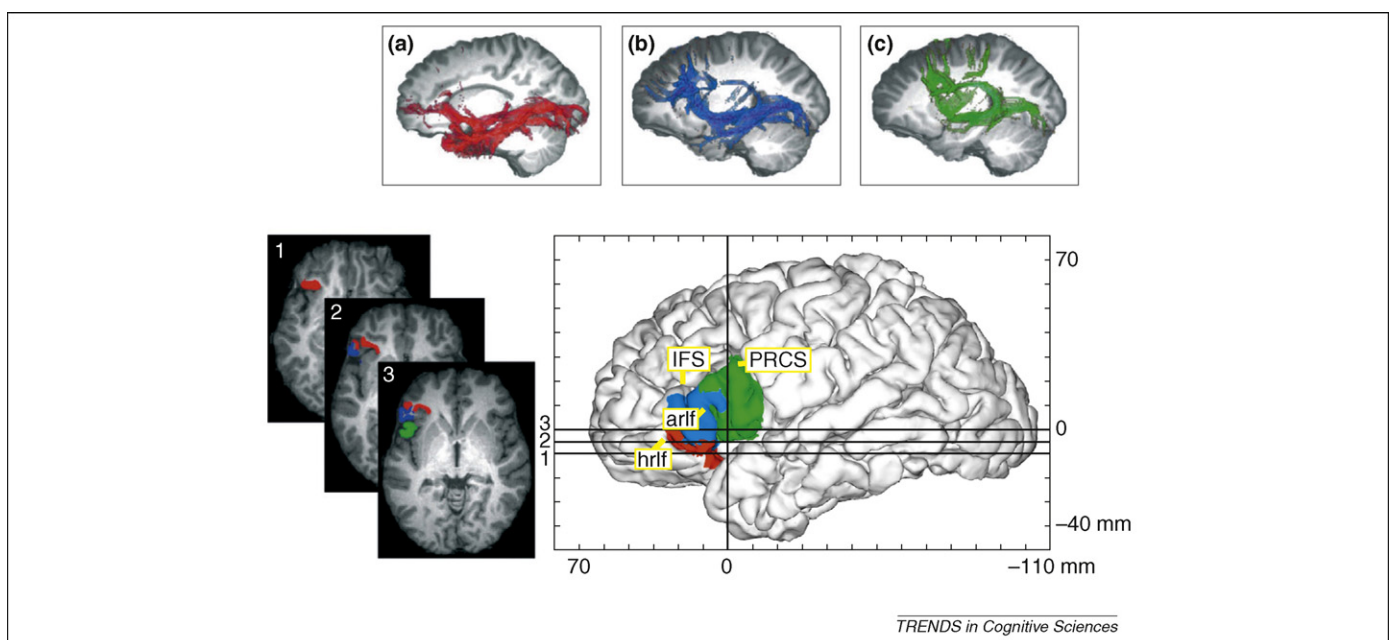 (a)
(b)
(c)
1
2
3
70
IFS
PRCS
arlf
hrlf
3
2
1
0
–40 mm
70
0
–110 mm
TRENDS in Cognitive Sciences